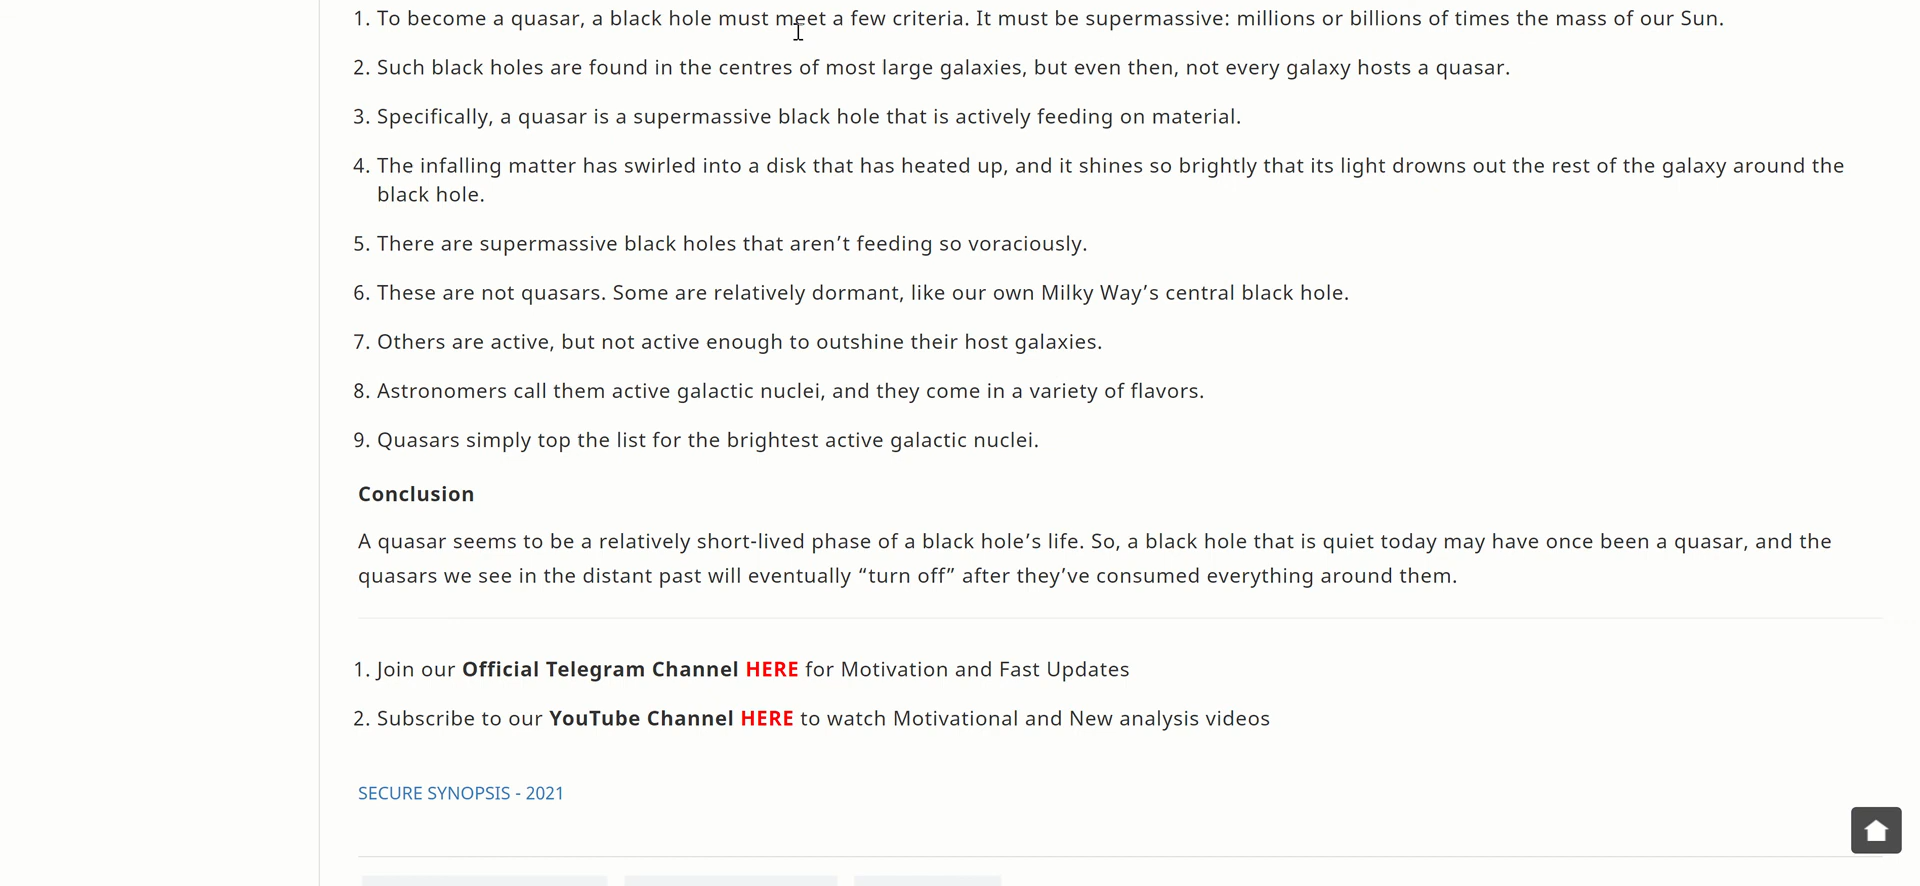 1. To become a quasar, a black hole must meet a few criteria. It must be supermassive: millions or billions of times the mass of our Sun.
2. Such black holes are found in the centres of most large galaxies, but even then, not every galaxy hosts a quasar.
3. Specifically, a quasar is a supermassive black hole that is actively feeding on material.
4. The infalling matter has swirled into a disk that has heated up, and it shines so brightly that its light drowns out the rest of the galaxy around the
black hole.
5. There are supermassive black holes that aren’t feeding so voraciously.
6. These are not quasars. Some are relatively dormant, like our own Milky Way’s central black hole.
7. Others are active, but not active enough to outshine their host galaxies.
8. Astronomers call them active galactic nuclei, and they come in a variety of flavors.
9. Quasars simply top the list for the brightest active galactic nuclei.
Conclusion
A quasar seems to be a relatively short-lived phase of a black hole’s life. So, a black hole that is quiet today may have once been a quasar, and the
quasars we see in the distant past will eventually “turn off” after they’ve consumed everything around them.
1. Join our Official Telegram Channel HERE for Motivation and Fast Updates
2. Subscribe to our YouTube Channel HERE to watch Motivational and New analysis videos
SECURE SYNOPSIS - 2021